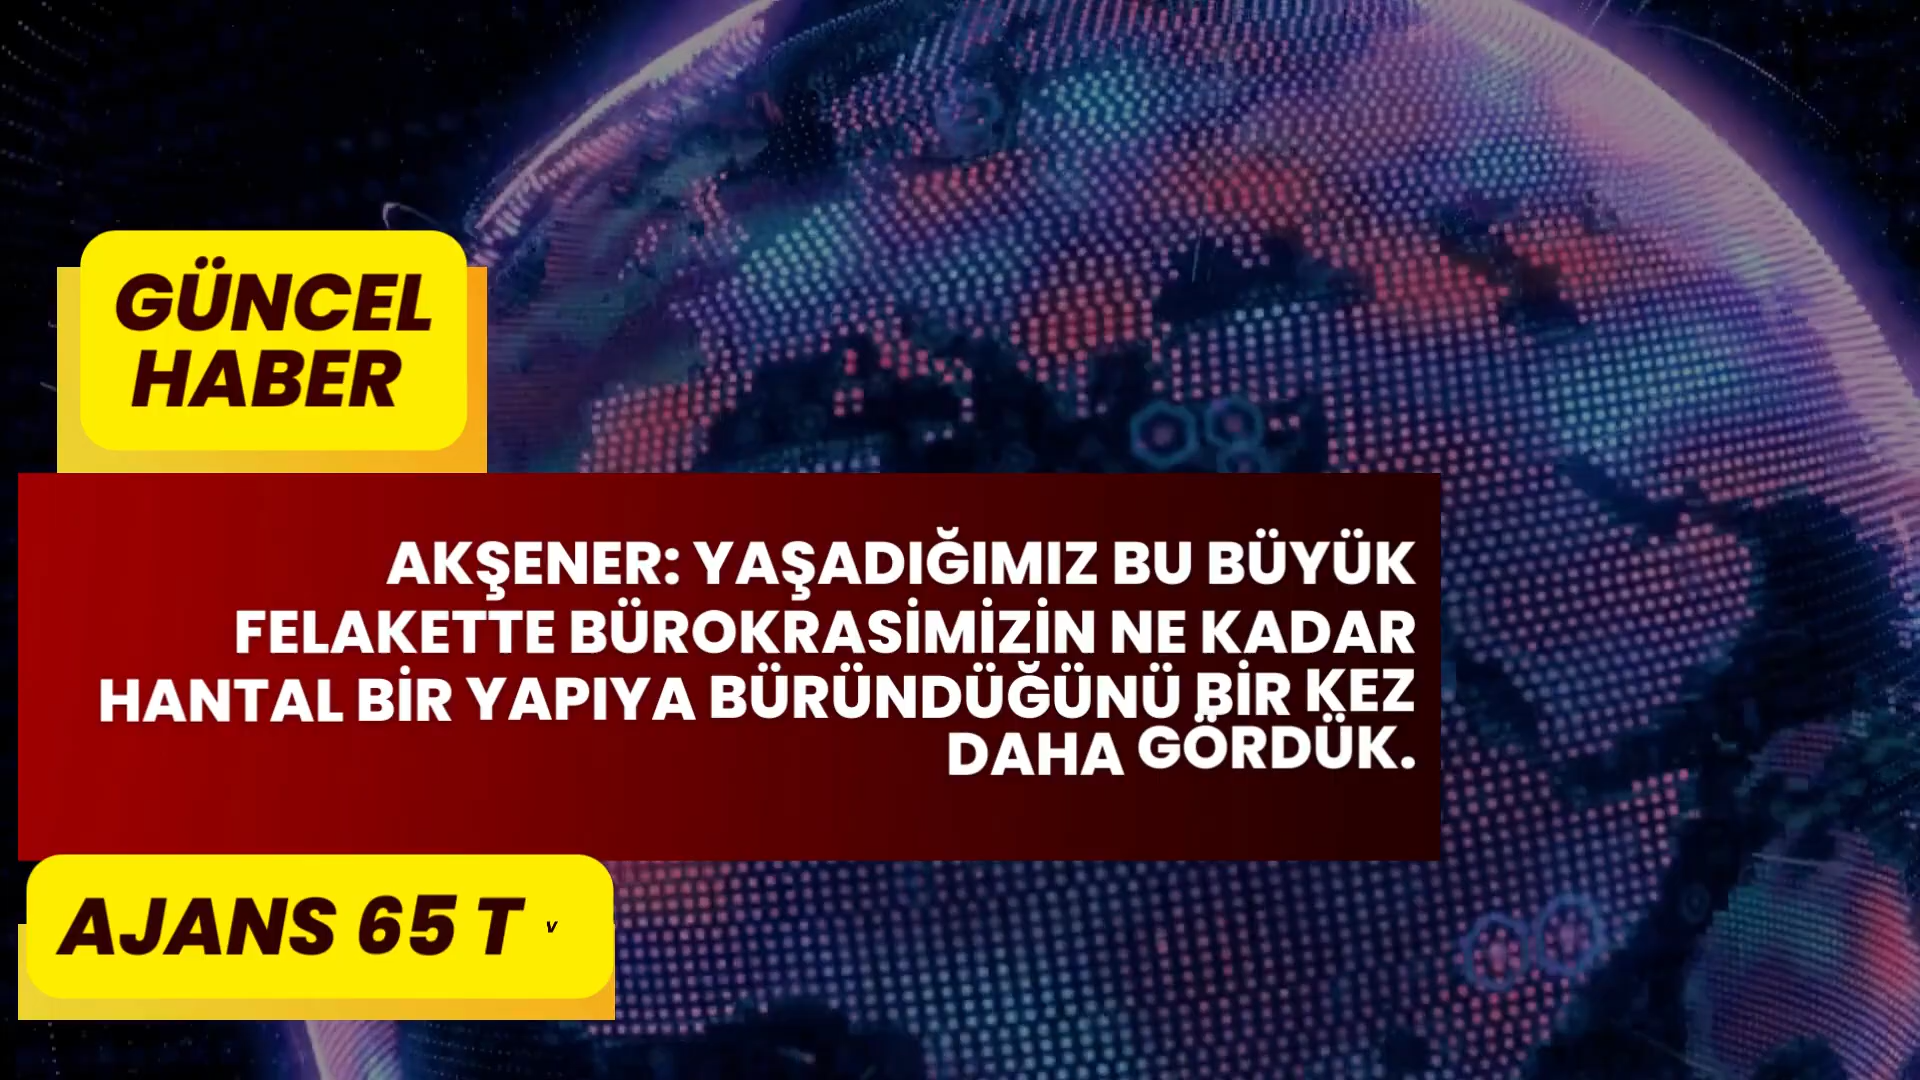 GÜNCEL
HABER
AKŞENER: YAŞADIĞIMIZ BU BÜYÜK
FELAKETTE BÜROKRASİMİZİN NE KADAR
HANTAL BİR YAPIYA BÜRÜNDÜĞÜNÜ BİR KEZ
DAHA GÖRDÜK.
AJANS 65 T V